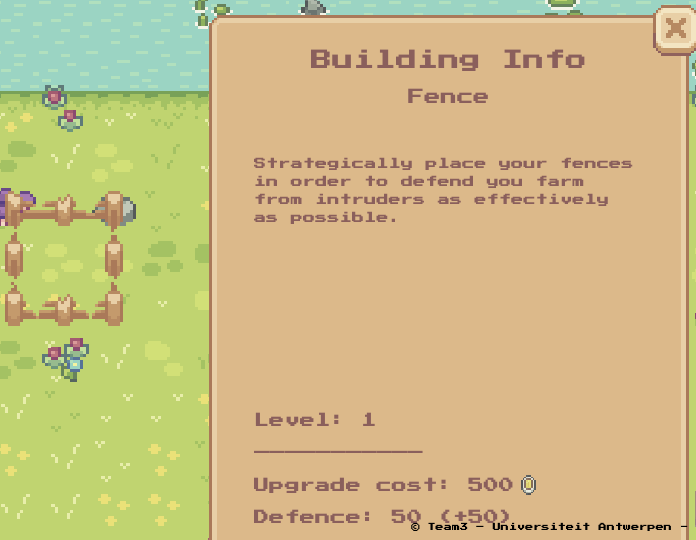 Building Info
Fence
Strategically place your fences
in order to defend you farm
from intruders as effectively
as possible.
Level: 1
Upgrade cost: 500
Defence: 50 (+50)
© Team3 - Universiteit Antwerpen -